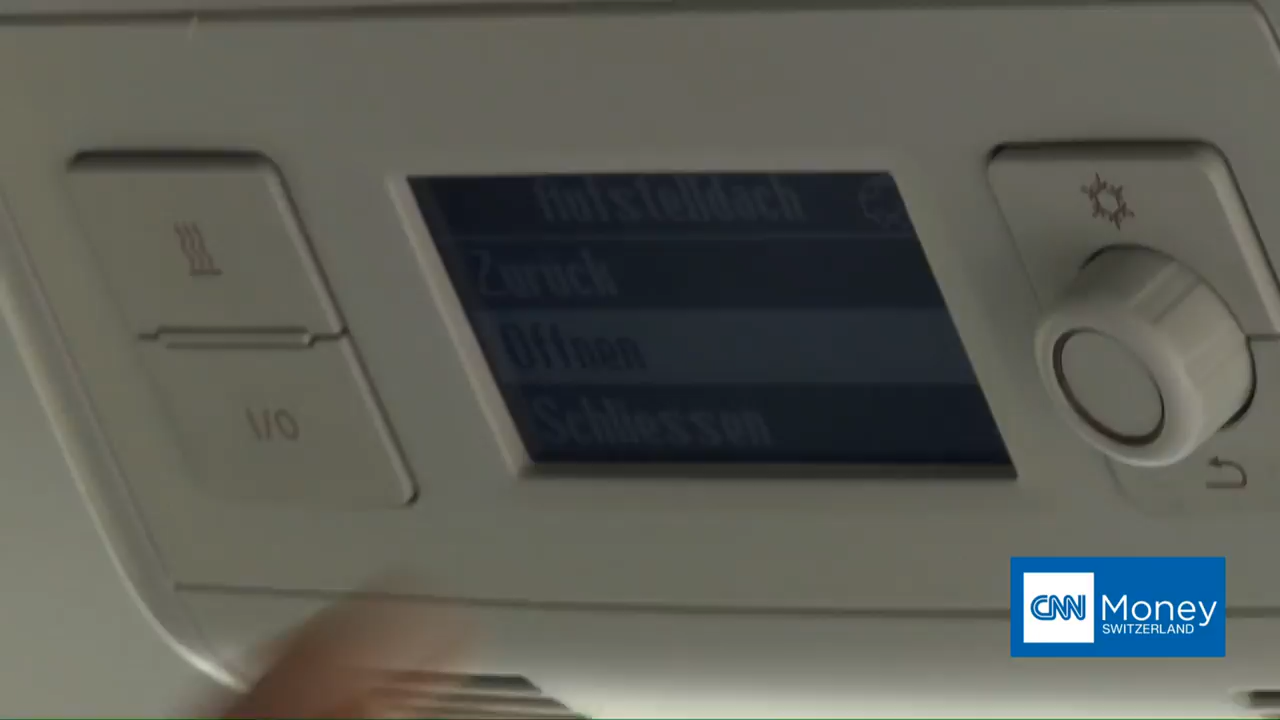 Aufstelldach
Zurück
Öffnen
Schliessen
I/O
CNN Money
SWITZERLAND